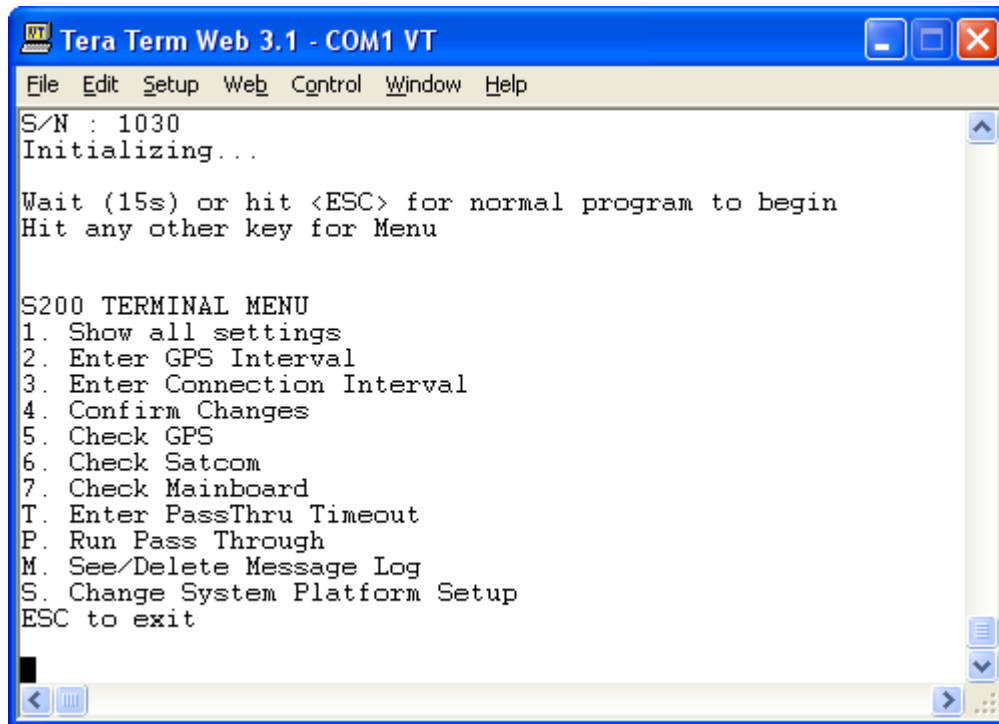 Tera Term Web 3.1 - COM1 VT
File Edit Setup Web Control Window Help
S/N : 1030
Initializing...
Wait (15s) or hit <ESC> for normal program to begin
Hit any other key for Menu
S200 TERMINAL MENU
1. Show all settings
2. Enter GPS Interval
3. Enter Connection Interval
4. Confirm Changes
5. Check GPS
6. Check Satcom
7. Check Mainboard
T. Enter PassThru Timeout
P. Run Pass Through
M. See/Delete Message Log
S. Change System Platform Setup
ESC to exit